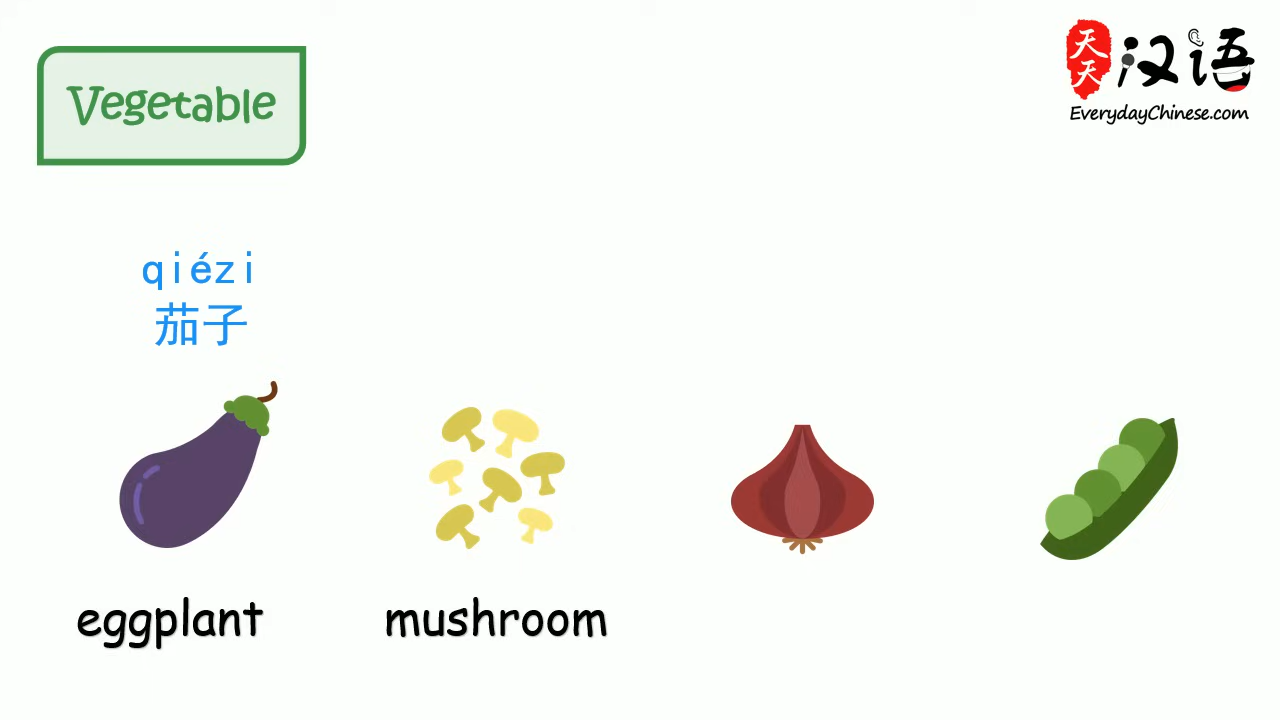 Vegetable
天天汉语
EverydayChinese.com
qiézi
茄子
eggplant
mushroom